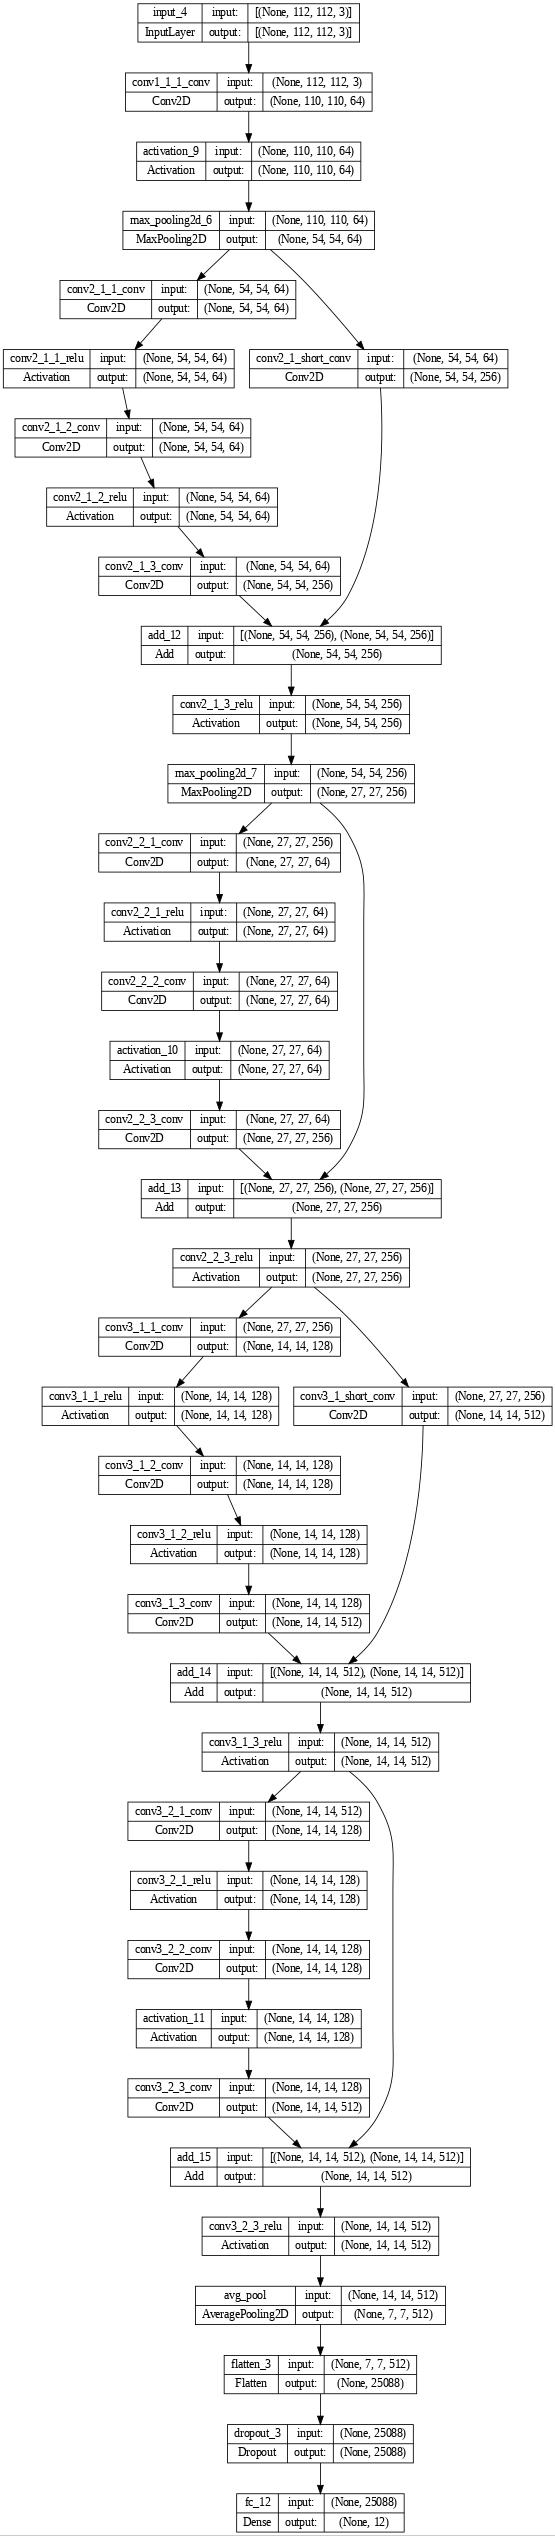 input_4 input: [(None, 112, 112, 3)]
InputLayer output: [(None, 112, 112, 3)]
conv1_1_1_conv input: (None, 112, 112, 3)
Conv2D output: (None, 110, 110, 64)
activation_9 input: (None, 110, 110, 64)
Activation output: (None, 110, 110, 64)
max_pooling2d_6 input: (None, 110, 110, 64)
MaxPooling2D output: (None, 54, 54, 64)
conv2_1_1_conv input: (None, 54, 54, 64)
Conv2D output: (None, 54, 54, 64)
conv2_1_1_relu input: (None, 54, 54, 64)
Activation output: (None, 54, 54, 64)
conv2_1_short_conv input: (None, 54, 54, 64)
Conv2D output: (None, 54, 54, 256)
conv2_1_2_conv input: (None, 54, 54, 64)
Conv2D output: (None, 54, 54, 64)
conv2_1_2_relu input: (None, 54, 54, 64)
Activation output: (None, 54, 54, 64)
conv2_1_3_conv input: (None, 54, 54, 64)
Conv2D output: (None, 54, 54, 256)
add_12 input: [(None, 54, 54, 256), (None, 54, 54, 256)]
Add output: (None, 54, 54, 256)
conv2_1_3_relu input: (None, 54, 54, 256)
Activation output: (None, 54, 54, 256)
max_pooling2d_7 input: (None, 54, 54, 256)
MaxPooling2D output: (None, 27, 27, 256)
conv2_2_1_conv input: (None, 27, 27, 256)
Conv2D output: (None, 27, 27, 64)
conv2_2_1_relu input: (None, 27, 27, 64)
Activation output: (None, 27, 27, 64)
conv2_2_2_conv input: (None, 27, 27, 64)
Conv2D output: (None, 27, 27, 64)
activation_10 input: (None, 27, 27, 64)
Activation output: (None, 27, 27, 64)
conv2_2_3_conv input: (None, 27, 27, 64)
Conv2D output: (None, 27, 27, 256)
add_13 input: [(None, 27, 27, 256), (None, 27, 27, 256)]
Add output: (None, 27, 27, 256)
conv2_2_3_relu input: (None, 27, 27, 256)
Activation output: (None, 27, 27, 256)
conv3_1_1_conv input: (None, 27, 27, 256)
Conv2D output: (None, 14, 14, 128)
conv3_1_1_relu input: (None, 14, 14, 128)
Activation output: (None, 14, 14, 128)
conv3_1_short_conv input: (None, 27, 27, 256)
Conv2D output: (None, 14, 14, 512)
conv3_1_2_conv input: (None, 14, 14, 128)
Conv2D output: (None, 14, 14, 128)
conv3_1_2_relu input: (None, 14, 14, 128)
Activation output: (None, 14, 14, 128)
conv3_1_3_conv input: (None, 14, 14, 128)
Conv2D output: (None, 14, 14, 512)
add_14 input: [(None, 14, 14, 512), (None, 14, 14, 512)]
Add output: (None, 14, 14, 512)
conv3_1_3_relu input: (None, 14, 14, 512)
Activation output: (None, 14, 14, 512)
conv3_2_1_conv input: (None, 14, 14, 512)
Conv2D output: (None, 14, 14, 128)
conv3_2_1_relu input: (None, 14, 14, 128)
Activation output: (None, 14, 14, 128)
conv3_2_2_conv input: (None, 14, 14, 128)
Conv2D output: (None, 14, 14, 128)
activation_11 input: (None, 14, 14, 128)
Activation output: (None, 14, 14, 128)
conv3_2_3_conv input: (None, 14, 14, 128)
Conv2D output: (None, 14, 14, 512)
add_15 input: [(None, 14, 14, 512), (None, 14, 14, 512)]
Add output: (None, 14, 14, 512)
conv3_2_3_relu input: (None, 14, 14, 512)
Activation output: (None, 14, 14, 512)
avg_pool input: (None, 14, 14, 512)
AveragePooling2D output: (None, 7, 7, 512)
flatten_3 input: (None, 7, 7, 512)
Flatten output: (None, 25088)
dropout_3 input: (None, 25088)
Dropout output: (None, 25088)
fc_12 input: (None, 25088)
Dense output: (None, 12)